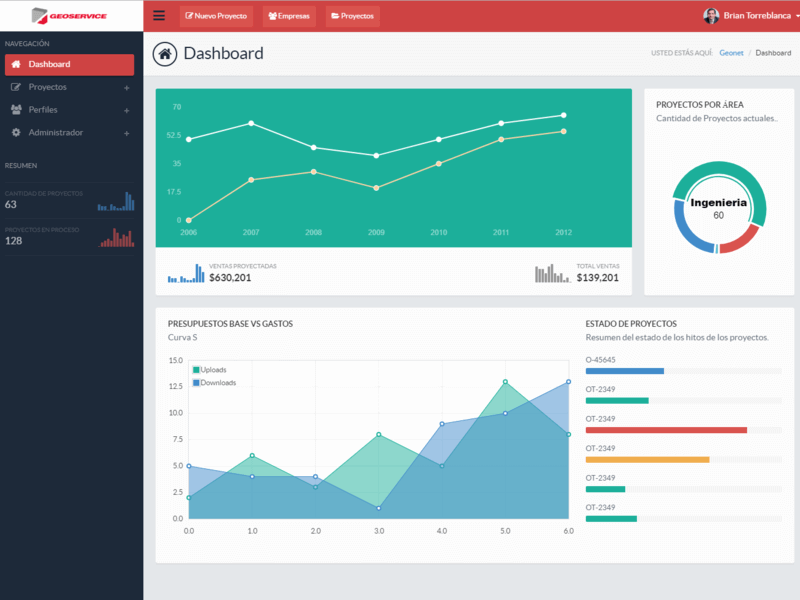 GEOSERVICE
Nuevo Proyecto
Empresas
Proyectos
Brian Torreblanca
NAVEGACIÓN
Dashboard
Proyectos
Perfiles
Administrador
RESUMEN
CANTIDAD DE PROYECTOS
63
PROYECTOS EN PROCESO
128
Dashboard
USTED ESTÁS AQUÍ: Geonet / Dashboard
70
52.5
35
17.5
0
2006 2007 2008 2009 2010 2011 2012
VENTAS PROYECTADAS
$630,201
TOTAL VENTAS
$139,201
PROYECTOS POR ÁREA
Cantidad de Proyectos actuales..
Ingenieria
60
PRESUPUESTOS BASE VS GASTOS
Curva S
15.0
12.5
10.0
7.5
5.0
2.5
0.0
Uploads
Downloads
0.0 1.0 2.0 3.0 4.0 5.0 6.0
ESTADO DE PROYECTOS
Resumen del estado de los hitos de los proyectos.
O-45645
OT-2349
OT-2349
OT-2349
OT-2349
OT-2349